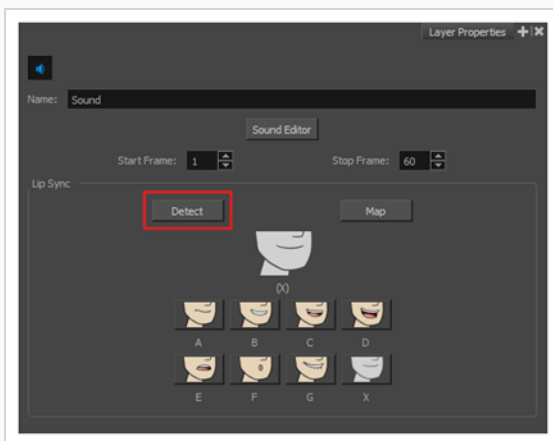 Layer Properties
Name: Sound
Sound Editor
Start Frame: 1 Stop Frame: 60
Lip Sync
Detect Map
(X)
A B C D
E F G X